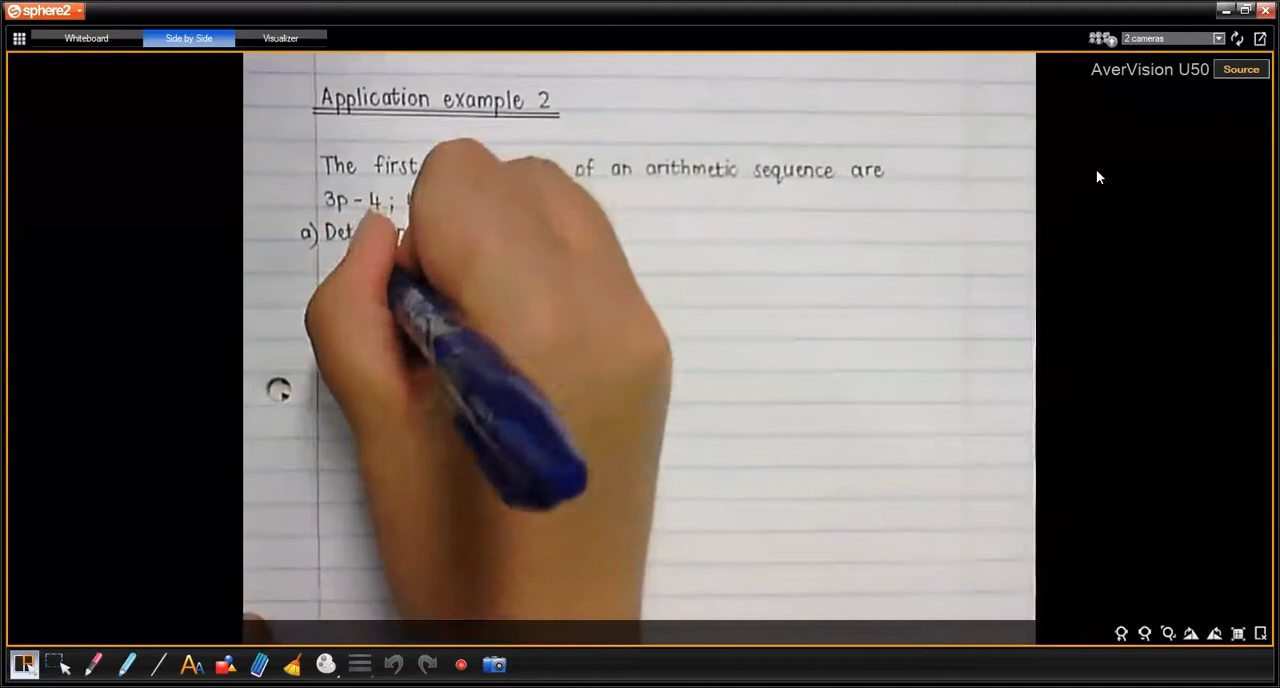 sphere2
Whiteboard
Side by Side
Visualizer
2 cameras
AverVision U50
Source
Application example 2
The first of an arithmetic sequence are
3p - 4 ;
a)